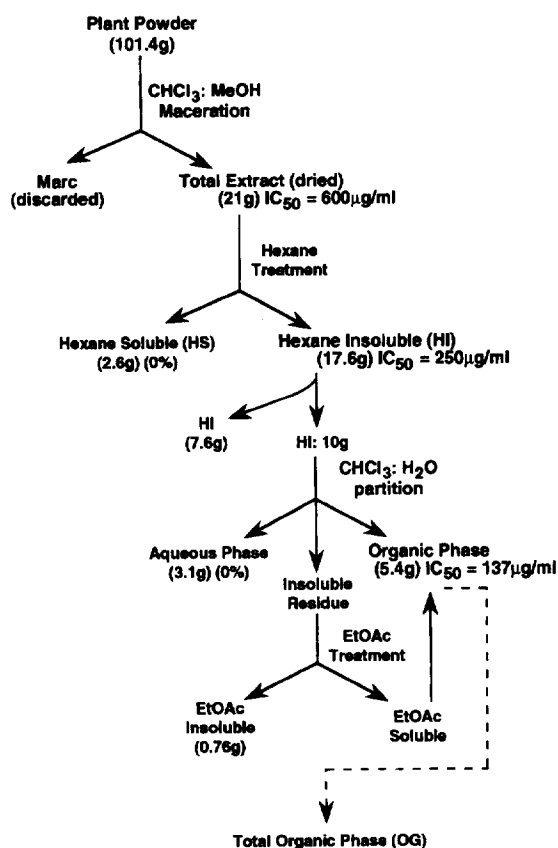 Plant Powder
(101.4g)
CHCl3: MeOH
Maceration
Marc
(discarded)
Total Extract (dried)
(21g) IC50 = 600µg/ml
Hexane
Treatment
Hexane Soluble (HS)
(2.6g) (0%)
Hexane Insoluble (HI)
(17.6g) IC50 = 250µg/ml
HI
(7.6g)
HI: 10g
CHCl3: H2O
partition
Aqueous Phase
(3.1g) (0%)
Insoluble
Residue
Organic Phase
(5.4g) IC50 = 137µg/ml
EtOAc
Treatment
EtOAc
Insoluble
(0.76g)
EtOAc
Soluble
Total Organic Phase (OG)